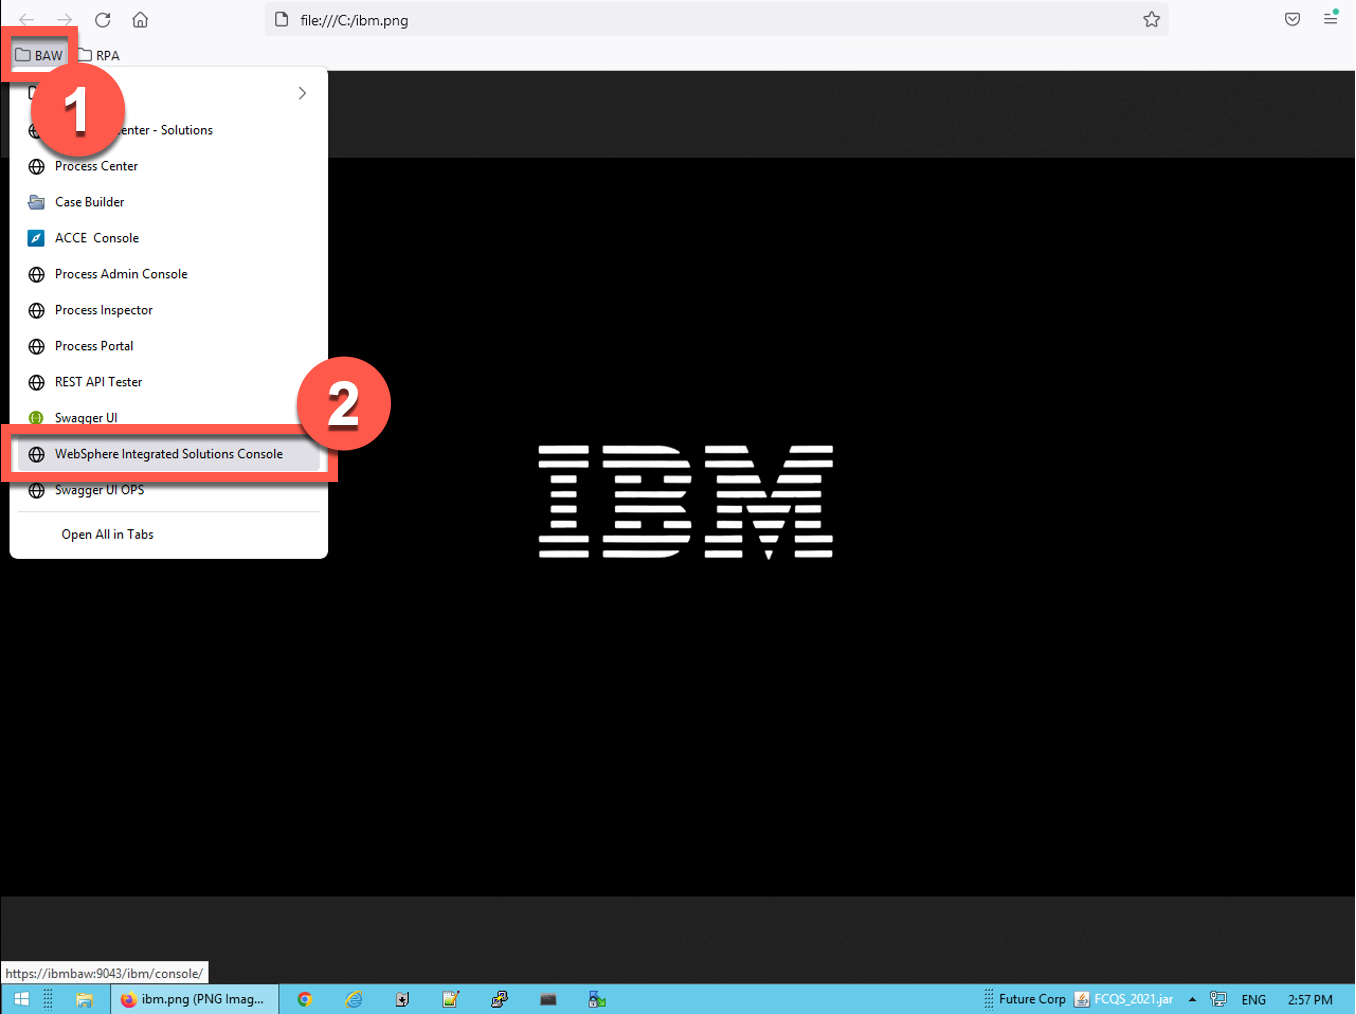 file:///C:/ibm.png
BAW RPA
1
enter - Solutions
Process Center
Case Builder
ACCE Console
Process Admin Console
Process Inspector
Process Portal
REST API Tester
2
Swagger UI
WebSphere Integrated Solutions Console
Swagger UI OPS
Open All in Tabs
IBM
https://ibmbaw:9043/ibm/console/
ibm.png (PNG Imag... Future Corp FCQS_2021.jar ENG 2:57 PM